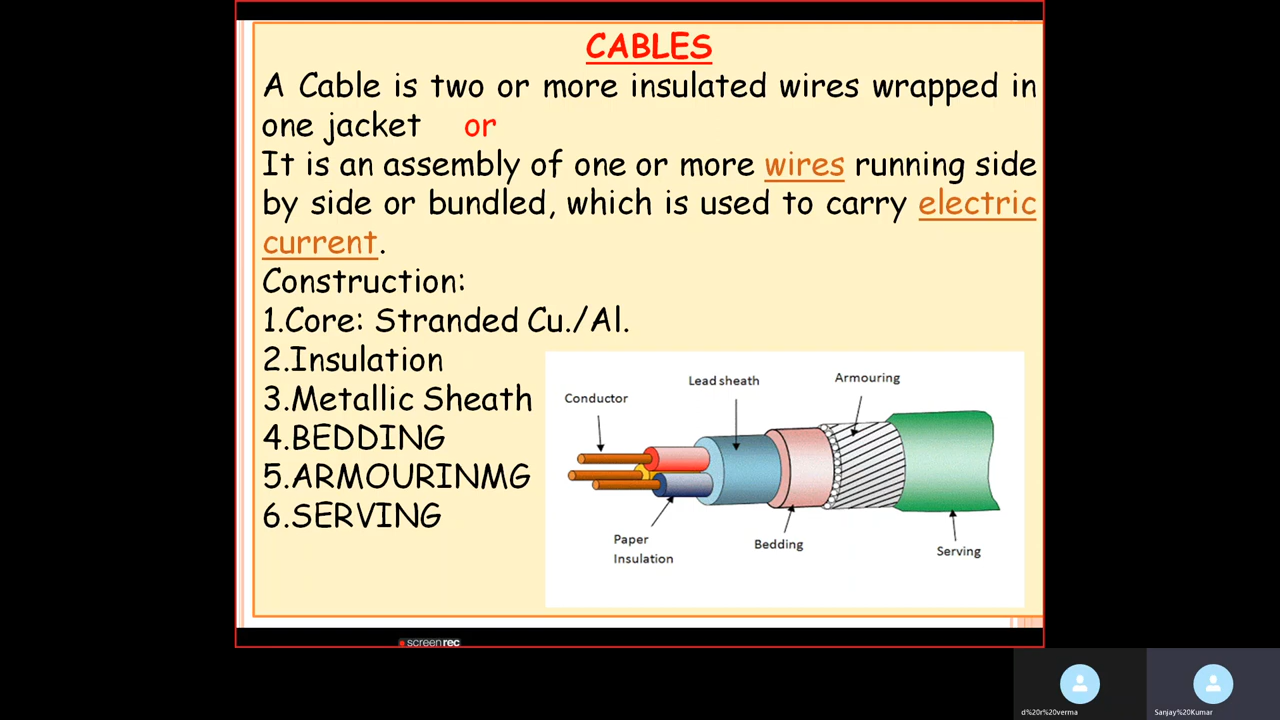 CABLES
A Cable is two or more insulated wires wrapped in
one jacket or
It is an assembly of one or more wires running side
by side or bundled, which is used to carry electric
current.
Construction:
1.Core: Stranded Cu./Al.
2.Insulation
3.Metallic Sheath
4.BEDDING
5.ARMOURINMG
6.SERVING
Conductor
Lead sheath
Armouring
Paper
Insulation
Bedding
Serving
screenrec
d%20r%20verma
Sanjay%20Kumar